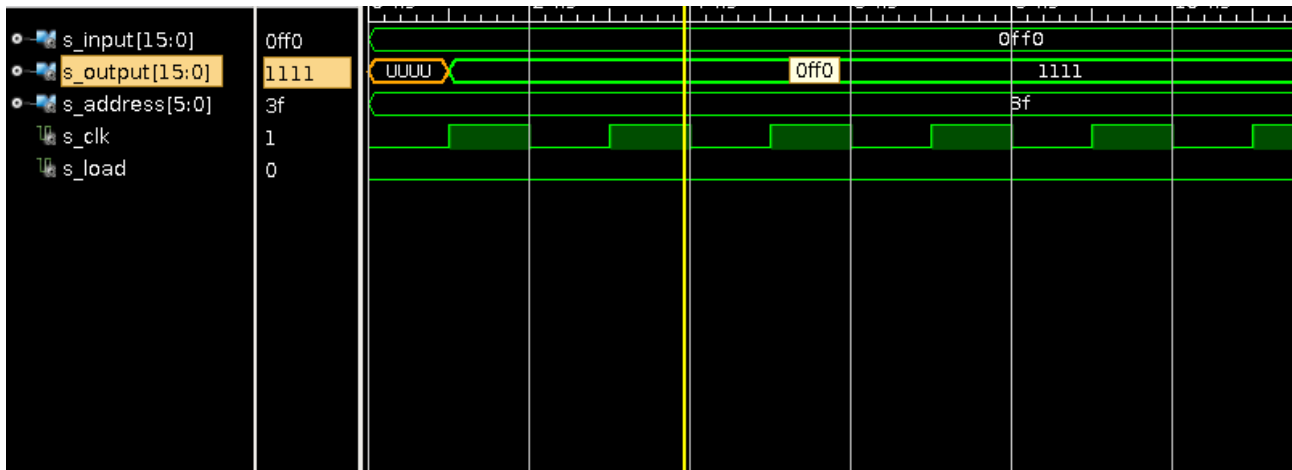 s_input[15:0] 0ff0 0ff0
s_output[15:0] 1111 UUUU 0ff0 1111
s_address[5:0] 3f 3f
s_clk 1
s_load 0